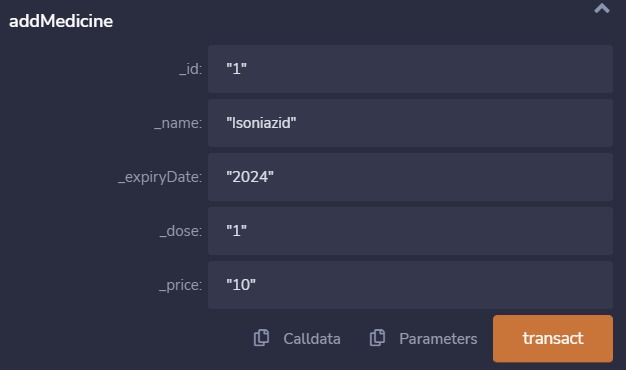 addMedicine
_id: "1"
_name: "Isoniazid"
_expiryDate: "2024"
_dose: "1"
_price: "10"
Calldata Parameters transact